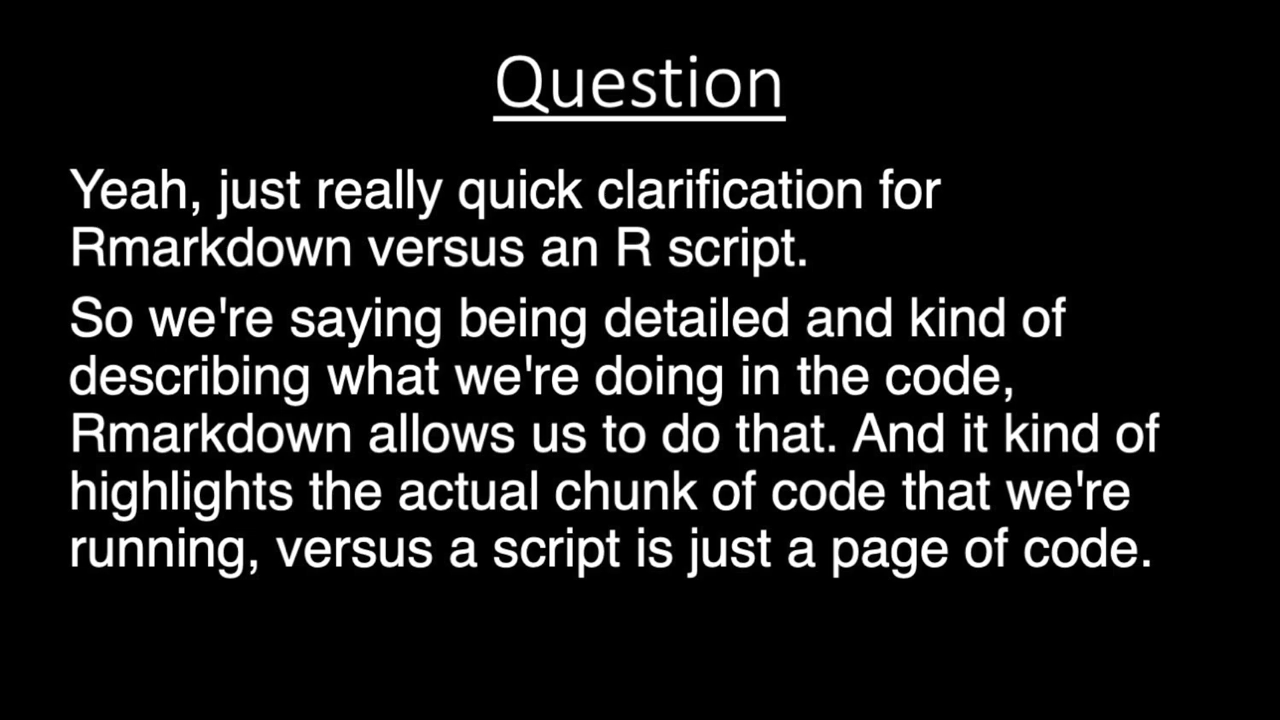 Question
Yeah, just really quick clarification for
Rmarkdown versus an R script.
So we're saying being detailed and kind of
describing what we're doing in the code,
Rmarkdown allows us to do that. And it kind of
highlights the actual chunk of code that we're
running, versus a script is just a page of code.